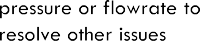 pressure or flowrate to
resolve other issues